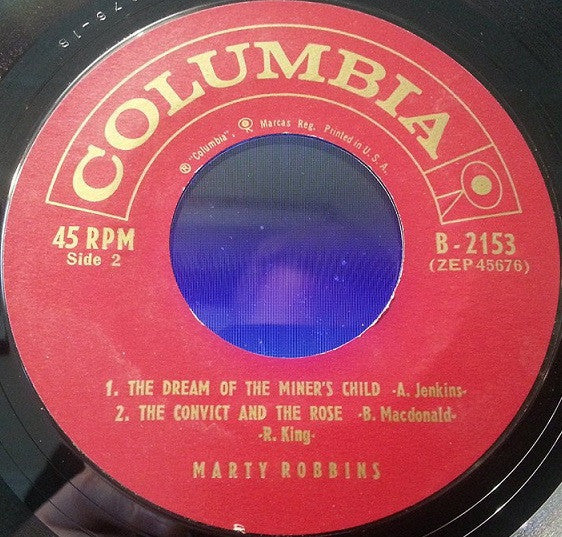 COLUMBIA
® "Columbia", Marcas Reg. Printed in U.S.A.
45 RPM
Side 2
B-2153
(ZEP 45676)
1. THE DREAM OF THE MINER'S CHILD -A. Jenkins-
2. THE CONVICT AND THE ROSE -B. Macdonald-
-R. King-
MARTY ROBBINS